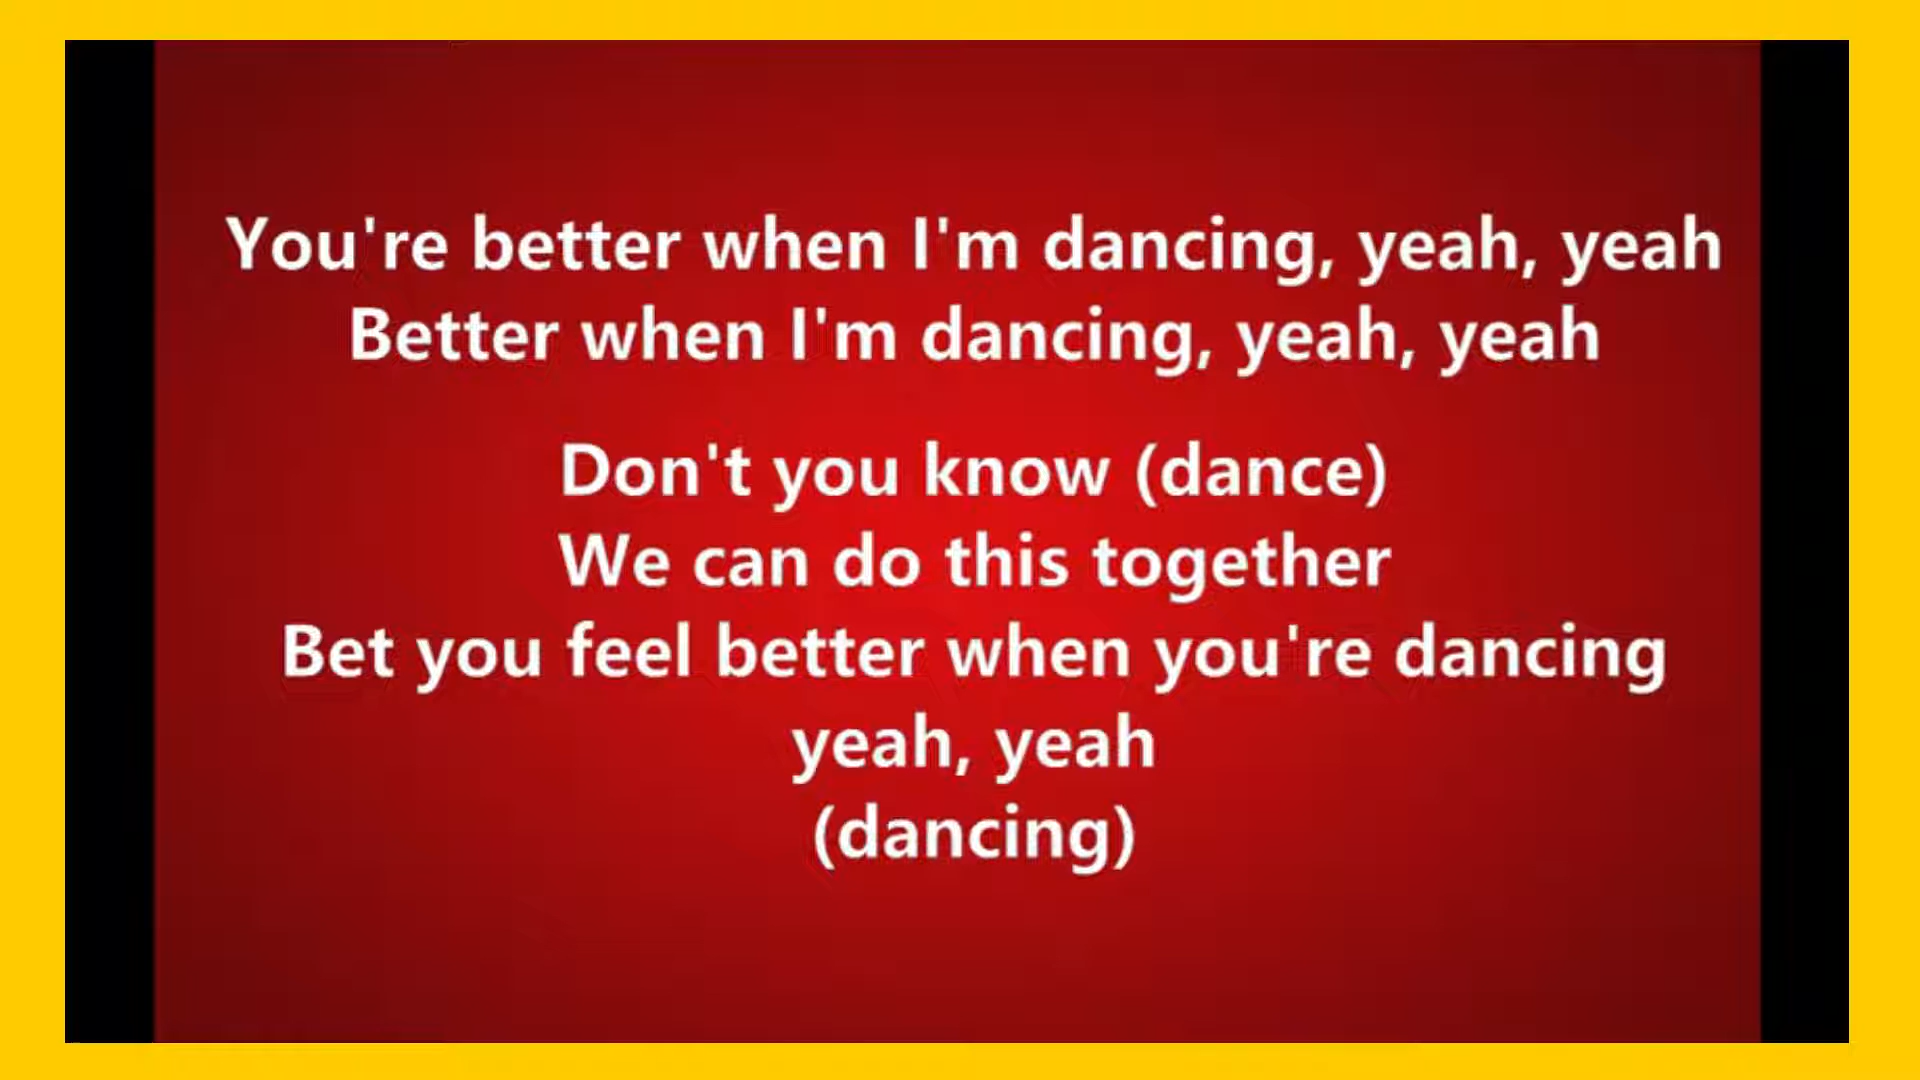 You're better when I'm dancing, yeah, yeah
Better when I'm dancing, yeah, yeah
Don't you know (dance)
We can do this together
Bet you feel better when you're dancing
yeah, yeah
(dancing)